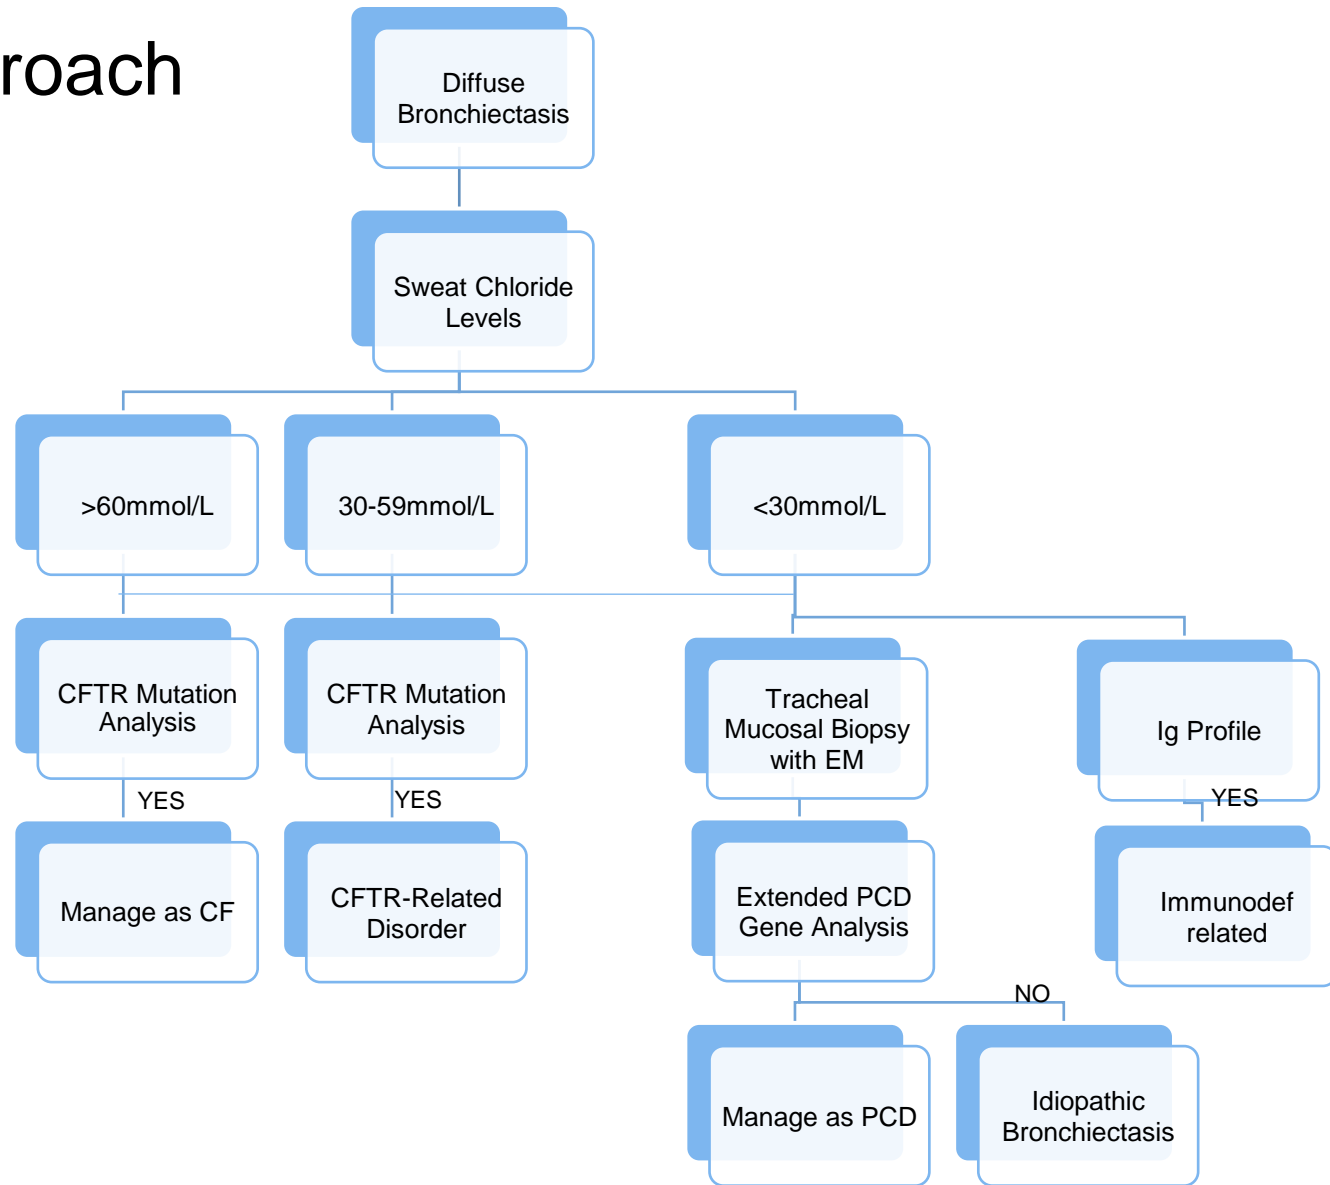 roach
Diffuse
Bronchiectasis
Sweat Chloride
Levels
>60mmol/L
30-59mmol/L
<30mmol/L
CFTR Mutation
Analysis
CFTR Mutation
Analysis
Tracheal
Mucosal Biopsy
with EM
Ig Profile
YES
YES
YES
Manage as CF
CFTR-Related
Disorder
Extended PCD
Gene Analysis
Immunodef
related
NO
Manage as PCD
Idiopathic
Bronchiectasis